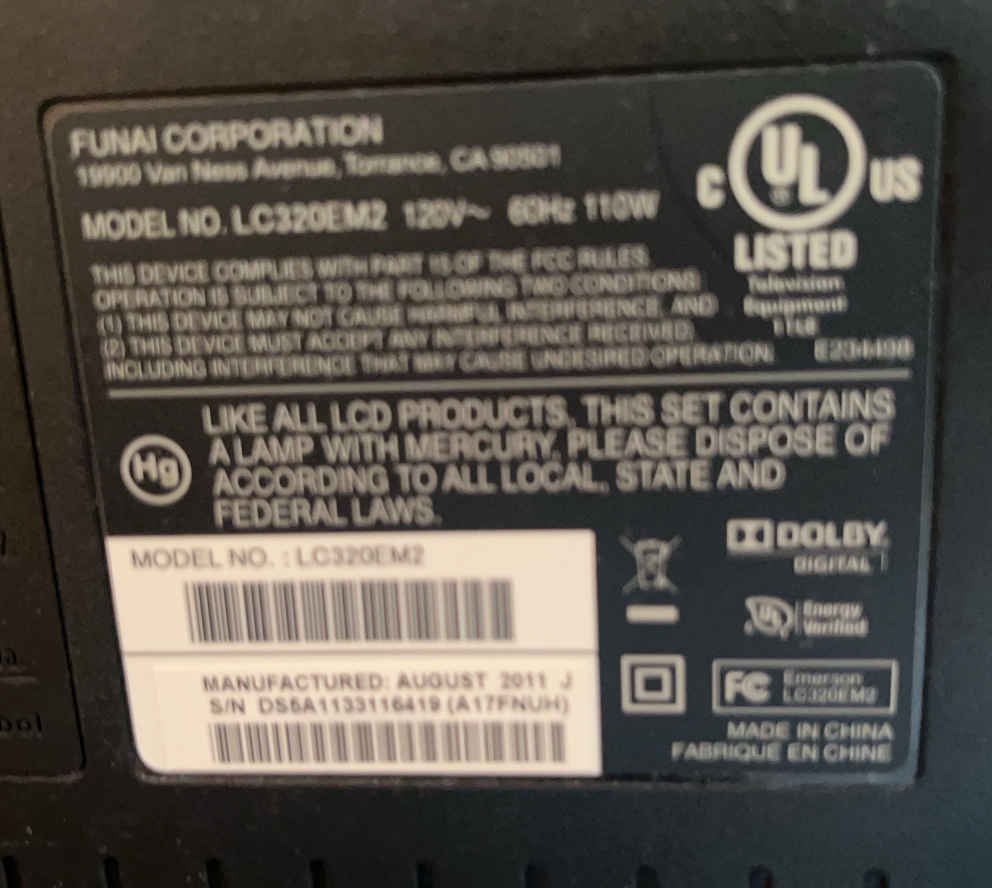 FUNAI CORPORATION
19900 Van Ness Avenue, Torrance, CA 90501
MODEL NO. LC320EM2 120V~ 60Hz 110W
THIS DEVICE COMPLIES WITH PART 15 OF THE FCC RULES.
OPERATION IS SUBJECT TO THE FOLLOWING TWO CONDITIONS:
(1) THIS DEVICE MAY NOT CAUSE HARMFUL INTERFERENCE, AND
(2) THIS DEVICE MUST ACCEPT ANY INTERFERENCE RECEIVED,
INCLUDING INTERFERENCE THAT MAY CAUSE UNDESIRED OPERATION.
C UL US
LISTED
Television
Equipment
E234498
Hg
LIKE ALL LCD PRODUCTS, THIS SET CONTAINS
A LAMP WITH MERCURY, PLEASE DISPOSE OF
ACCORDING TO ALL LOCAL, STATE AND
FEDERAL LAWS.
MODEL NO. : LC320EM2
MANUFACTURED: AUGUST 2011 J
S/N DS6A1133116419 (A17FNUH)
DOLBY
DIGITAL
UL Energy
Verified
FC Emerson
LC320EM2
MADE IN CHINA
FABRIQUE EN CHINE